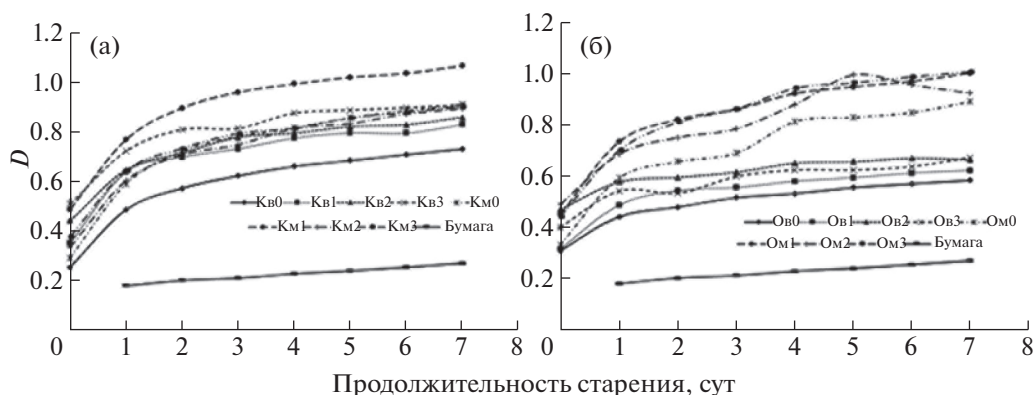 (а)
(б)
1.2
1.0
0.8
0.6
0.4
0.2
D
Кв0 Кв1 Кв2 Кв3 Км0
Км1 Км2 Км3 Бумага
0 1 2 3 4 5 6 7 8
1.2
1.0
0.8
0.6
0.4
0.2
Ов0 Ов1 Ов2 Ов3 Ом0
Ом1 Ом2 Ом3 Бумага
0 1 2 3 4 5 6 7 8
Продолжительность старения, сут